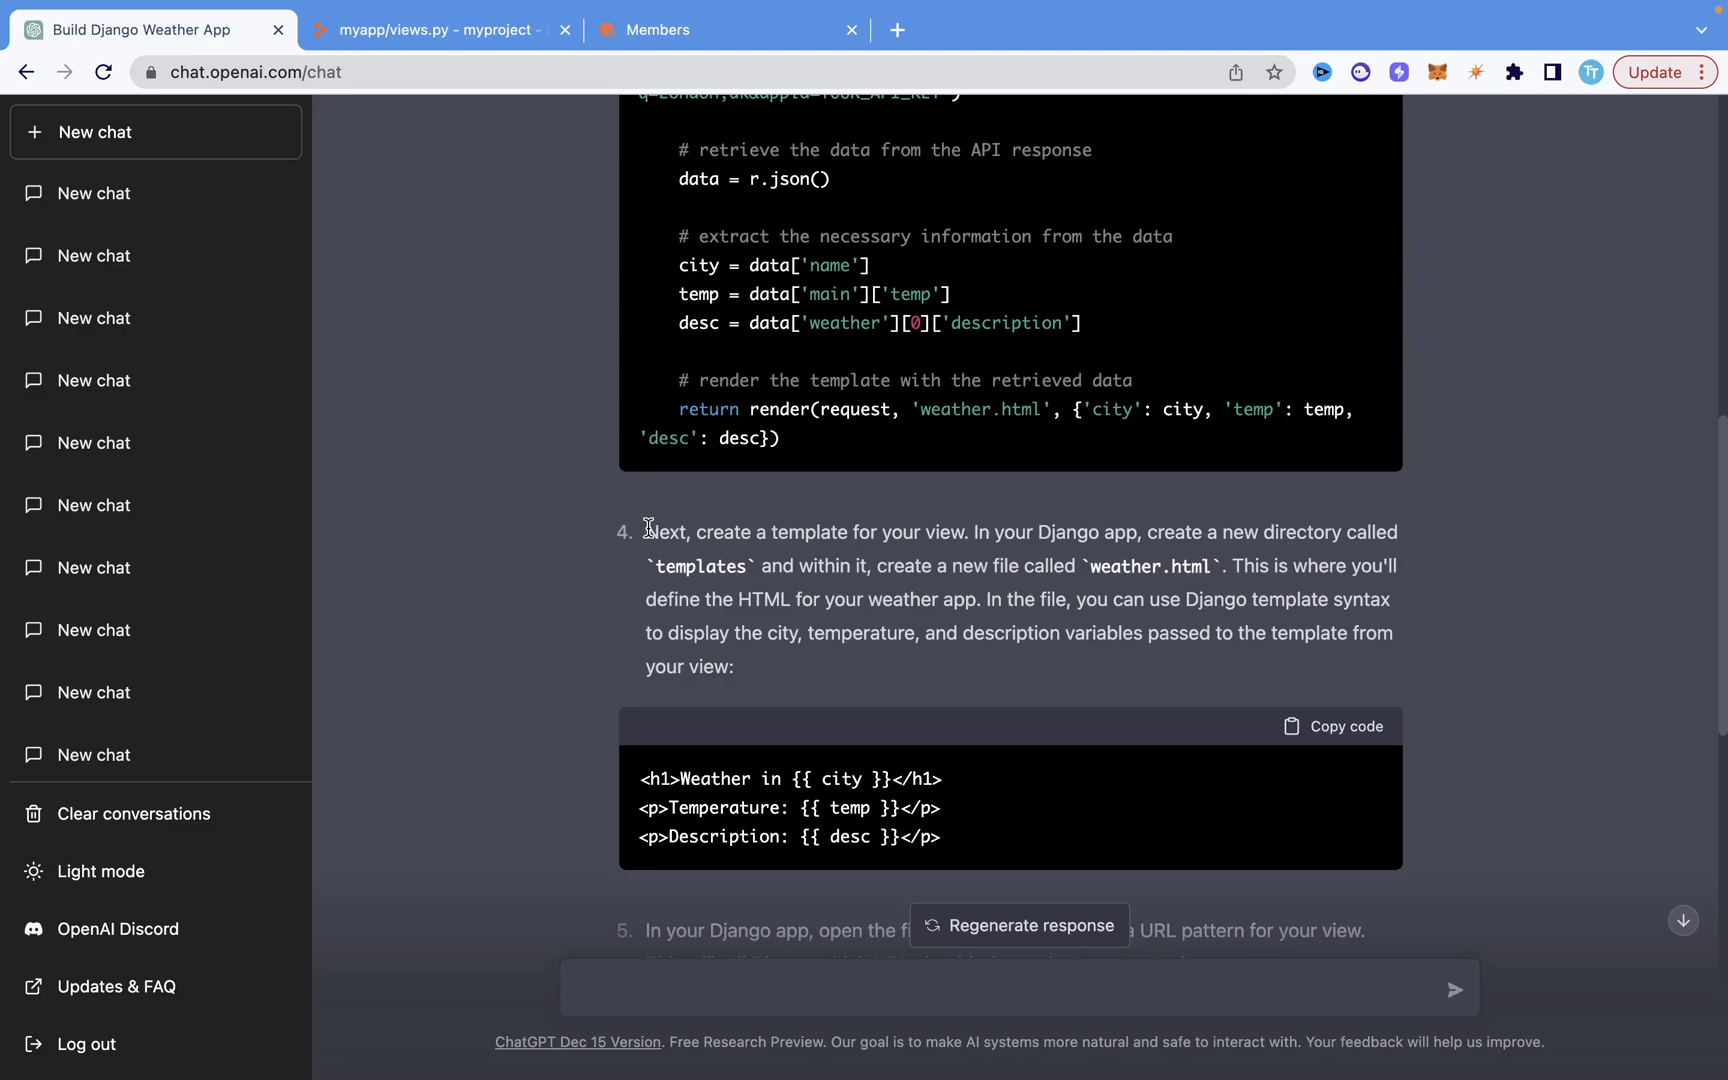 Build Django Weather App
myapp/views.py - myproject -
Members
chat.openai.com/chat
TT
Update
New chat
New chat
New chat
New chat
New chat
New chat
New chat
New chat
New chat
New chat
New chat
Clear conversations
Light mode
OpenAI Discord
Updates & FAQ
Log out
# retrieve the data from the API response
data = r.json()
# extract the necessary information from the data
city = data['name']
temp = data['main']['temp']
desc = data['weather'][0]['description']
# render the template with the retrieved data
return render(request, 'weather.html', {'city': city, 'temp': temp,
'desc': desc})
4. Next, create a template for your view. In your Django app, create a new directory called
`templates` and within it, create a new file called `weather.html`. This is where you'll
define the HTML for your weather app. In the file, you can use Django template syntax
to display the city, temperature, and description variables passed to the template from
your view:
Copy code
<h1>Weather in {{ city }}</h1>
<p>Temperature: {{ temp }}</p>
<p>Description: {{ desc }}</p>
5. In your Django app, open the
Regenerate response
URL pattern for your view.
ChatGPT Dec 15 Version. Free Research Preview. Our goal is to make AI systems more natural and safe to interact with. Your feedback will help us improve.